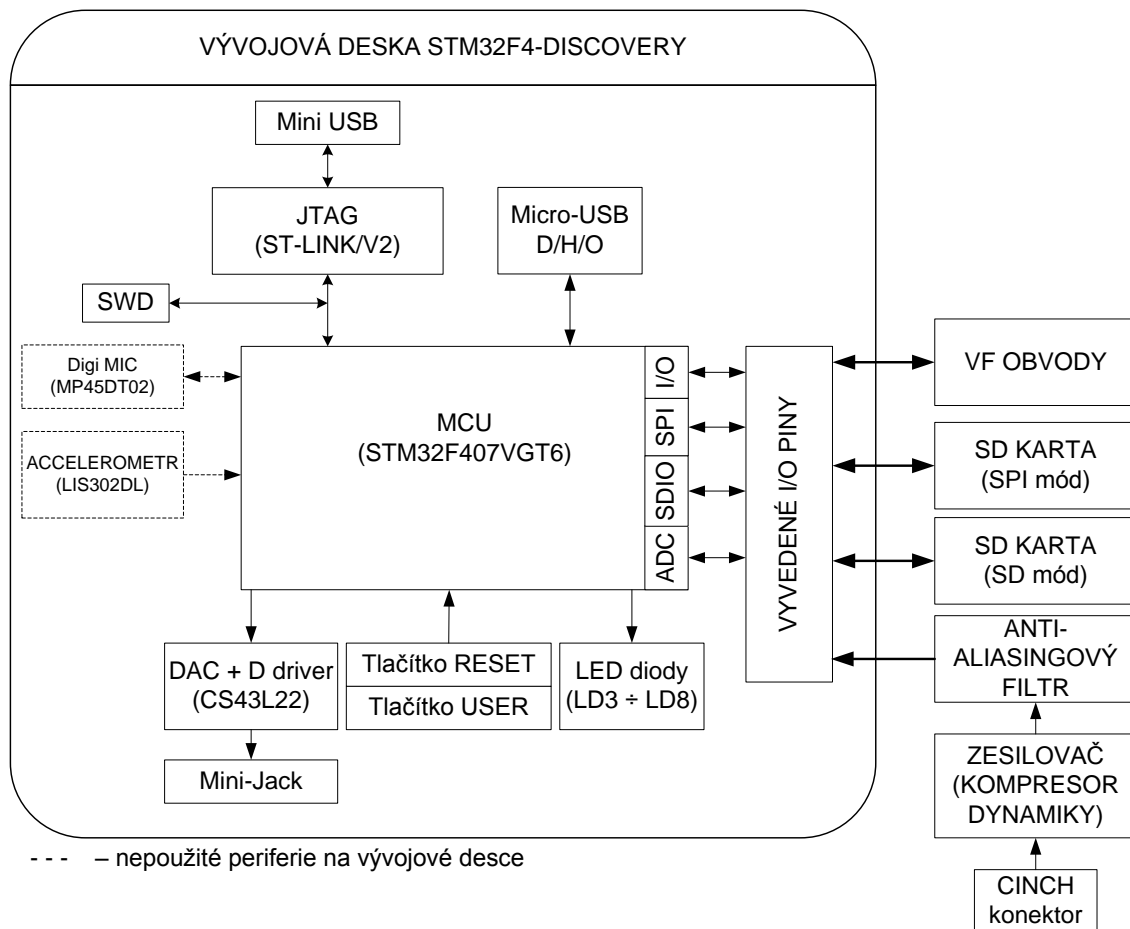 VÝVOJOVÁ DESKA STM32F4-DISCOVERY
Mini USB
JTAG
(ST-LINK/V2)
Micro-USB
D/H/O
SWD
Digi MIC
(MP45DT02)
ACCELEROMETR
(LIS302DL)
MCU
(STM32F407VGT6)
I/O
SPI
SDIO
ADC
VYVEDENÉ I/O PINY
VF OBVODY
SD KARTA
(SPI mód)
SD KARTA
(SD mód)
ANTI-
ALIASINGOVÝ
FILTR
ZESILOVAČ
(KOMPRESOR
DYNAMIKY)
CINCH
konektor
DAC + D driver
(CS43L22)
Tlačítko RESET
Tlačítko USER
LED diody
(LD3 ÷ LD8)
Mini-Jack
- - - – nepoužité periferie na vývojové desce